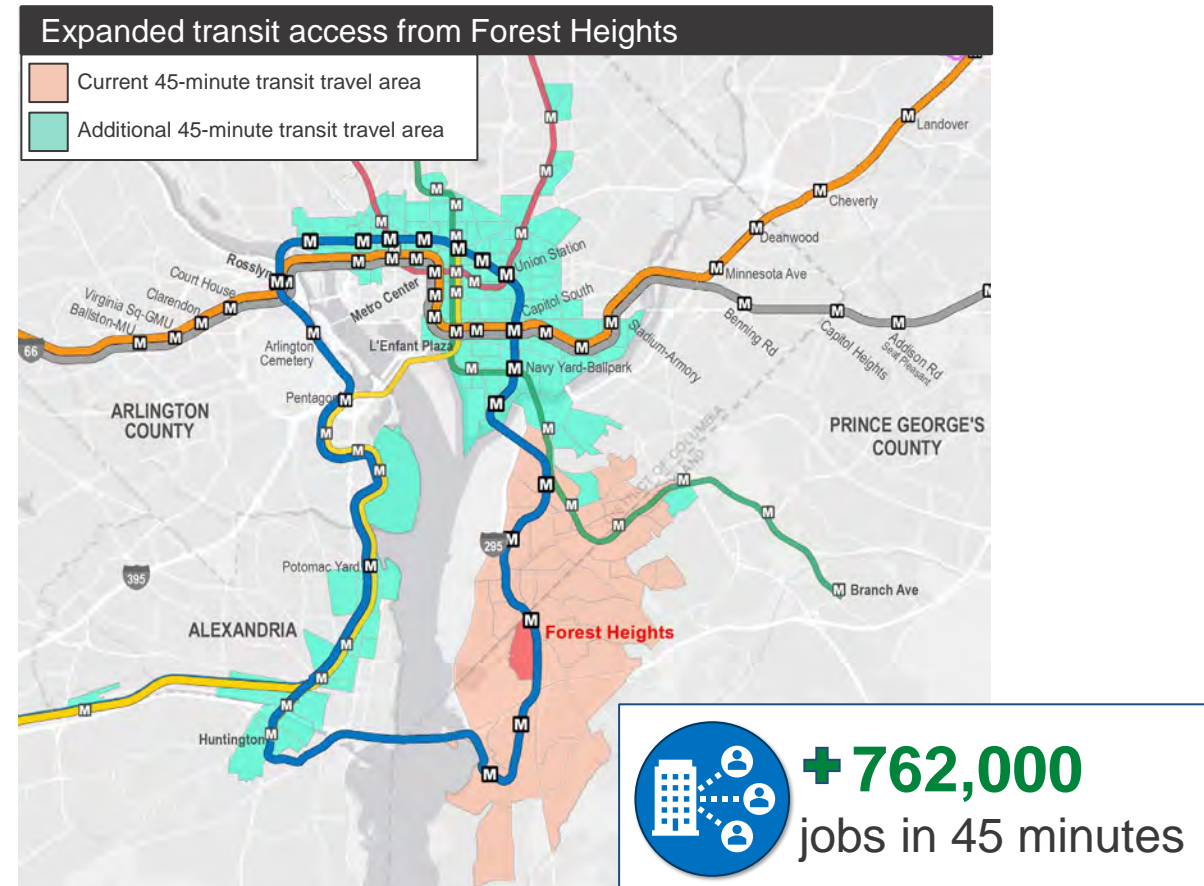 Expanded transit access from Forest Heights
Current 45-minute transit travel area
Additional 45-minute transit travel area
M
Landover
Cheverly
Deanwood
Minnesota Ave
Union Station
Rosslyn
Court House
Clarendon
Virginia Sq-GMU
Ballston-MU
66
Metro Center
Capitol South
Benning Rd
Capitol Heights
Addison Rd
Seat Pleasant
Stadium-Armory
Arlington
Cemetery
L'Enfant Plaza
Navy Yard-Ballpark
Pentagon
ARLINGTON
COUNTY
PRINCE GEORGE'S
COUNTY
DISTRICT OF COLUMBIA
MARYLAND
295
395
Potomac Yard
Branch Ave
ALEXANDRIA
Forest Heights
Huntington
+ 762,000
jobs in 45 minutes